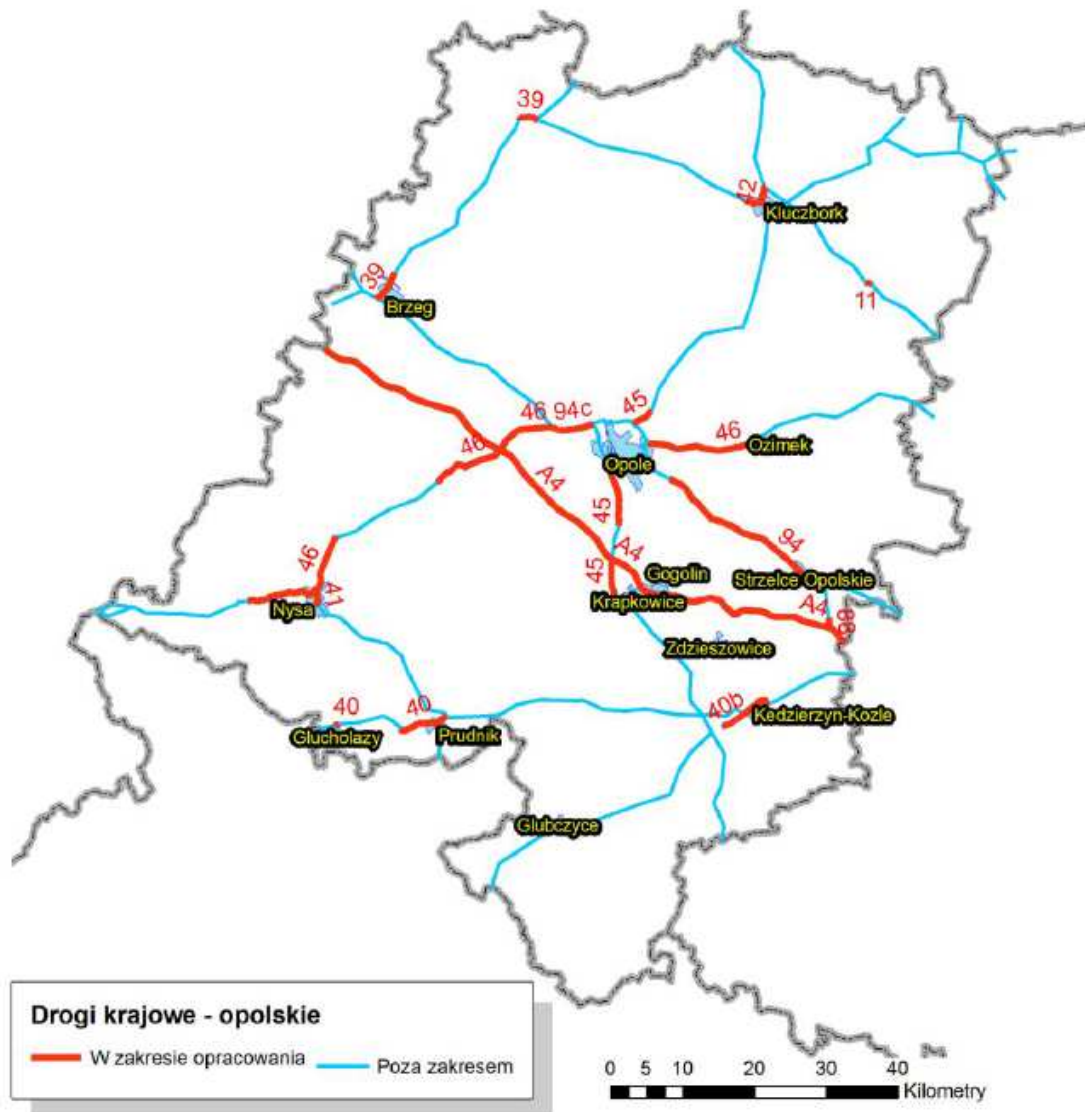 39
42
Kluczbork
39
11
Brzeg
46 94c
45
46
46
Ozimek
Opole
A4
45
94
46
A4
45
Gogolin
Strzelce Opolskie
41
Krapkowice
A4
88
Nysa
Zdzieszowice
40
40
40b
Kedzierzyn-Kozle
Glucholazy
Prudnik
Glubczyce
Drogi krajowe - opolskie
W zakresie opracowania
Poza zakresem
0 5 10 20 30 40
Kilometry